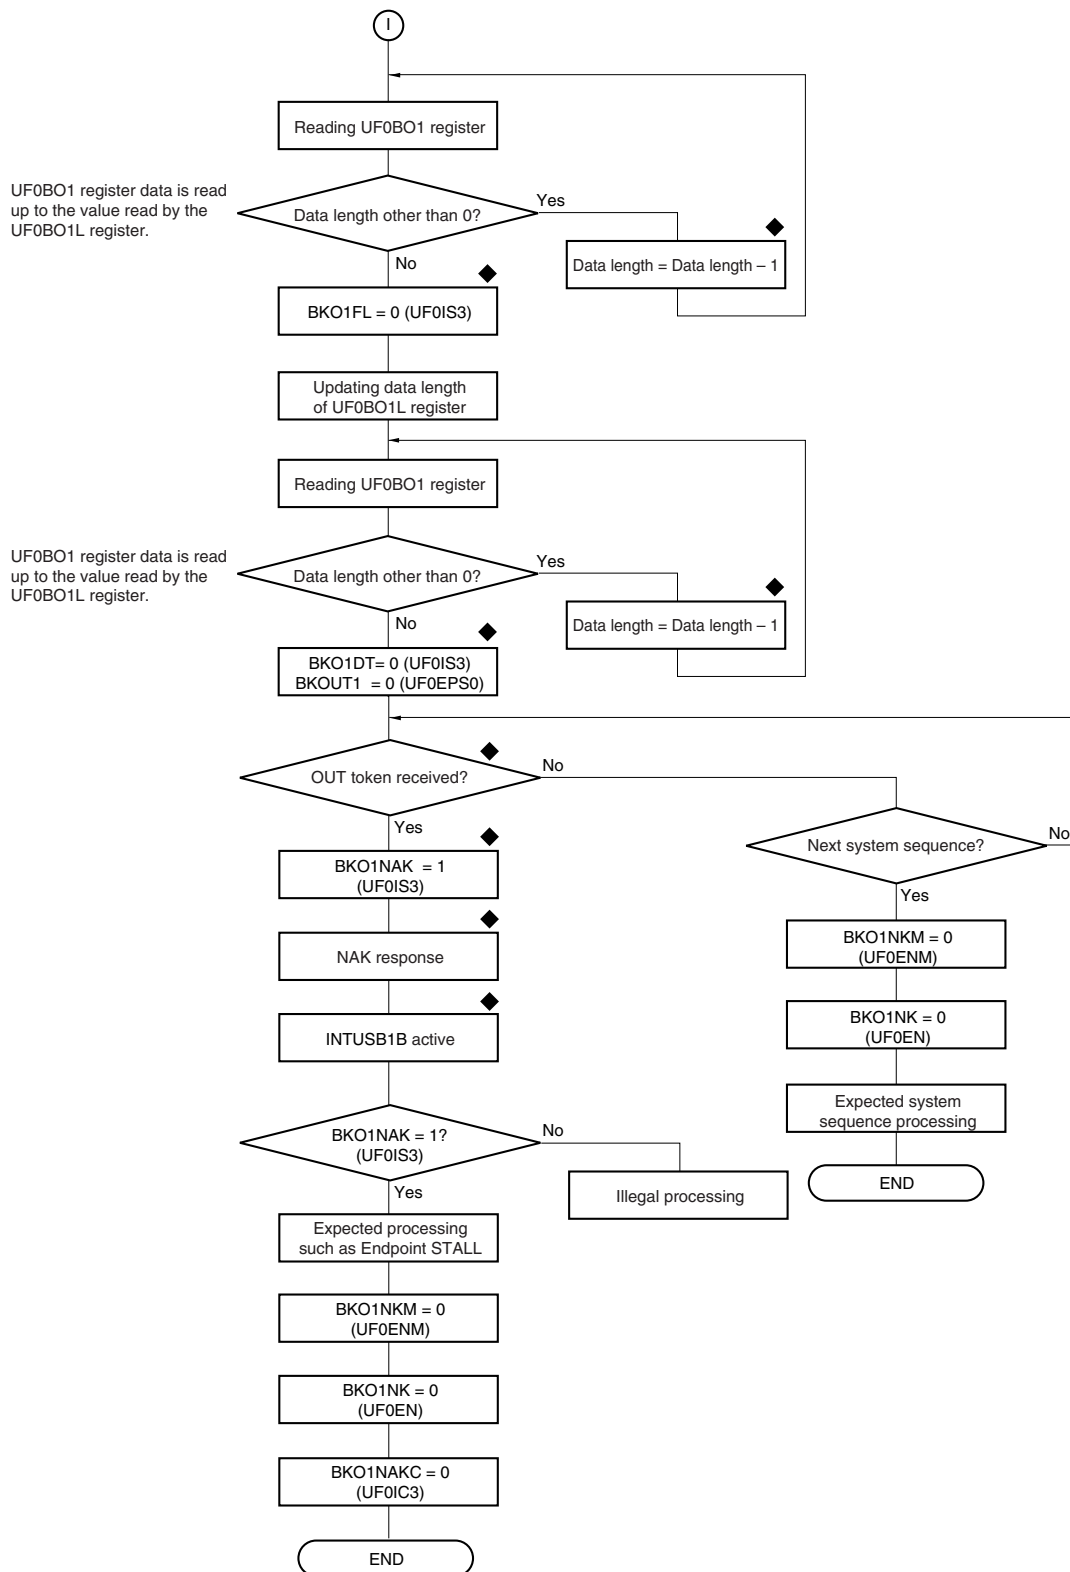 I
Reading UF0BO1 register
UF0BO1 register data is read
up to the value read by the
UF0BO1L register.
Data length other than 0?
Yes
Data length = Data length – 1
No
BKO1FL = 0 (UF0IS3)
Updating data length
of UF0BO1L register
Reading UF0BO1 register
UF0BO1 register data is read
up to the value read by the
UF0BO1L register.
Data length other than 0?
Yes
Data length = Data length – 1
No
BKO1DT= 0 (UF0IS3)
BKOUT1 = 0 (UF0EPS0)
OUT token received?
No
Yes
Next system sequence?
No
Yes
BKO1NAK = 1
(UF0IS3)
NAK response
INTUSB1B active
BKO1NKM = 0
(UF0ENM)
BKO1NK = 0
(UF0EN)
Expected system
sequence processing
END
BKO1NAK = 1?
(UF0IS3)
No
Illegal processing
Yes
Expected processing
such as Endpoint STALL
BKO1NKM = 0
(UF0ENM)
BKO1NK = 0
(UF0EN)
BKO1NAKC = 0
(UF0IC3)
END